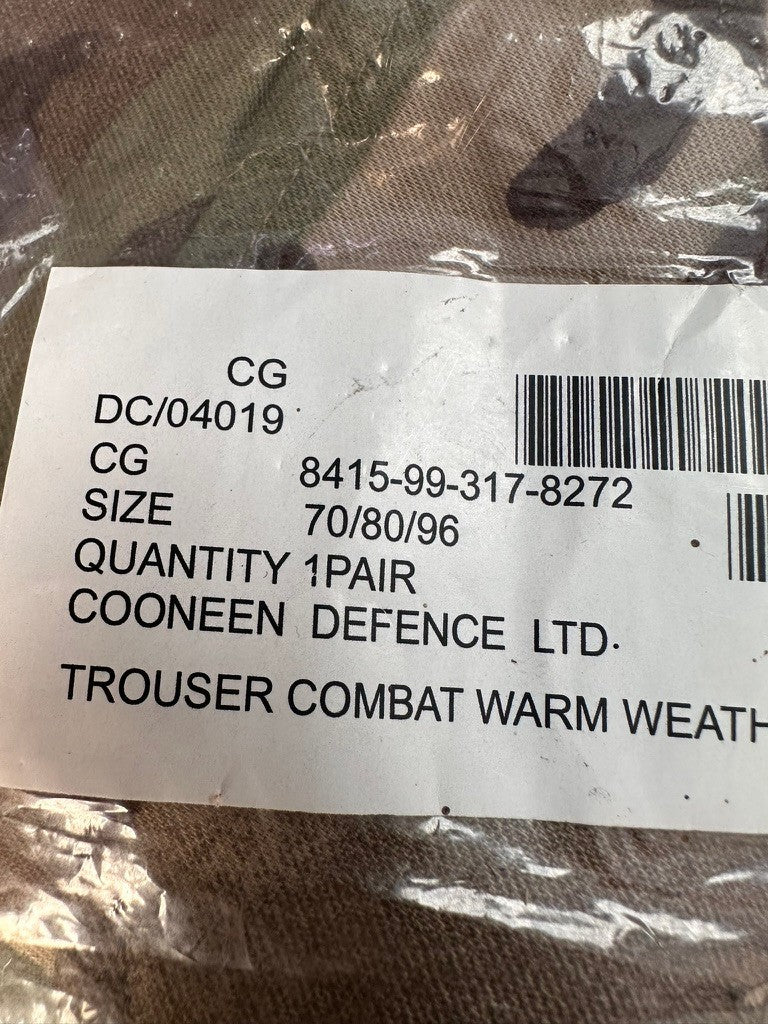 CG
DC/04019
CG 8415-99-317-8272
SIZE 70/80/96
QUANTITY 1PAIR
COONEEN DEFENCE LTD.
TROUSER COMBAT WARM WEATH